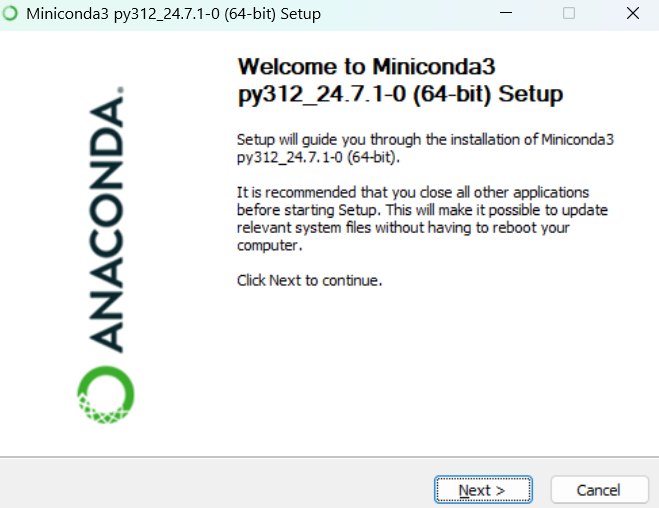 Miniconda3 py312_24.7.1-0 (64-bit) Setup
ANACONDA.
Welcome to Miniconda3
py312_24.7.1-0 (64-bit) Setup
Setup will guide you through the installation of Miniconda3
py312_24.7.1-0 (64-bit).
It is recommended that you close all other applications
before starting Setup. This will make it possible to update
relevant system files without having to reboot your
computer.
Click Next to continue.
Next >
Cancel